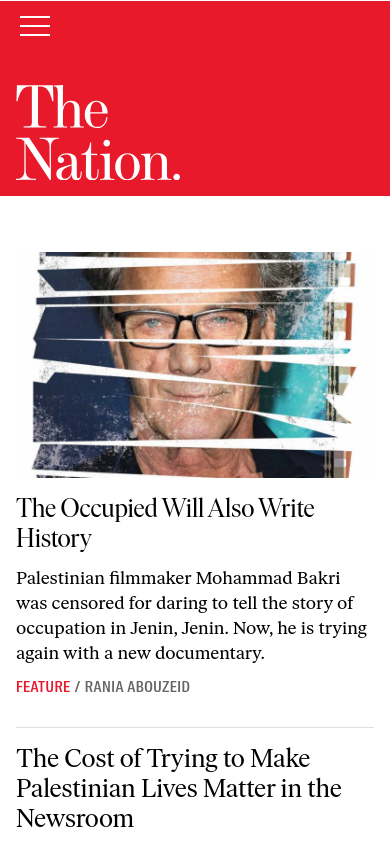 The
Nation.
The Occupied Will Also Write
History
Palestinian filmmaker Mohammad Bakri
was censored for daring to tell the story of
occupation in Jenin, Jenin. Now, he is trying
again with a new documentary.
FEATURE / RANIA ABOUZEID
The Cost of Trying to Make
Palestinian Lives Matter in the
Newsroom